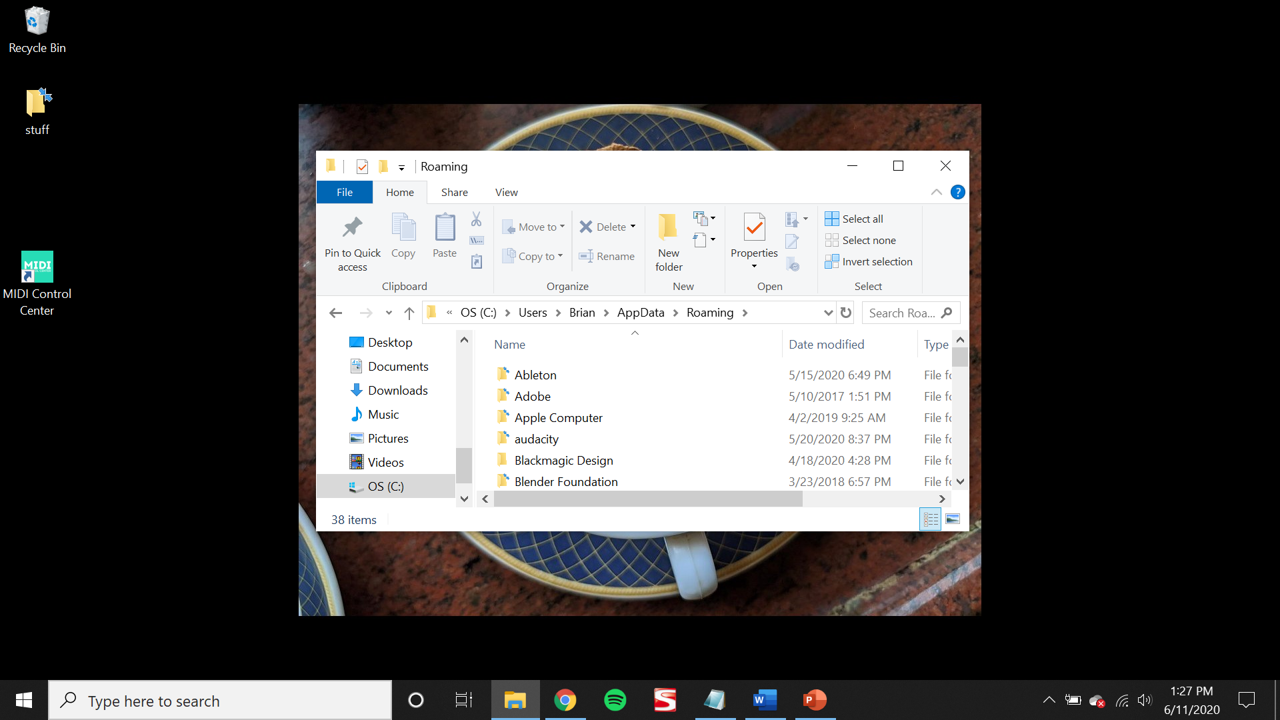 Recycle Bin
stuff
MIDI
MIDI Control
Center
Roaming
File
Home
Share
View
Pin to Quick
access
Copy
Paste
Clipboard
Move to
Copy to
Delete
Rename
Organize
New
folder
New
Properties
Open
Select all
Select none
Invert selection
Select
« OS (C:) > Users > Brian > AppData > Roaming >
Search Roa...
Desktop
Documents
Downloads
Music
Pictures
Videos
OS (C:)
Name Date modified Type
Ableton 5/15/2020 6:49 PM File fo
Adobe 5/10/2017 1:51 PM File fo
Apple Computer 4/2/2019 9:25 AM File fo
audacity 5/20/2020 8:37 PM File fo
Blackmagic Design 4/18/2020 4:28 PM File fo
Blender Foundation 3/23/2018 6:57 PM File fo
38 items
Type here to search
1:27 PM
6/11/2020